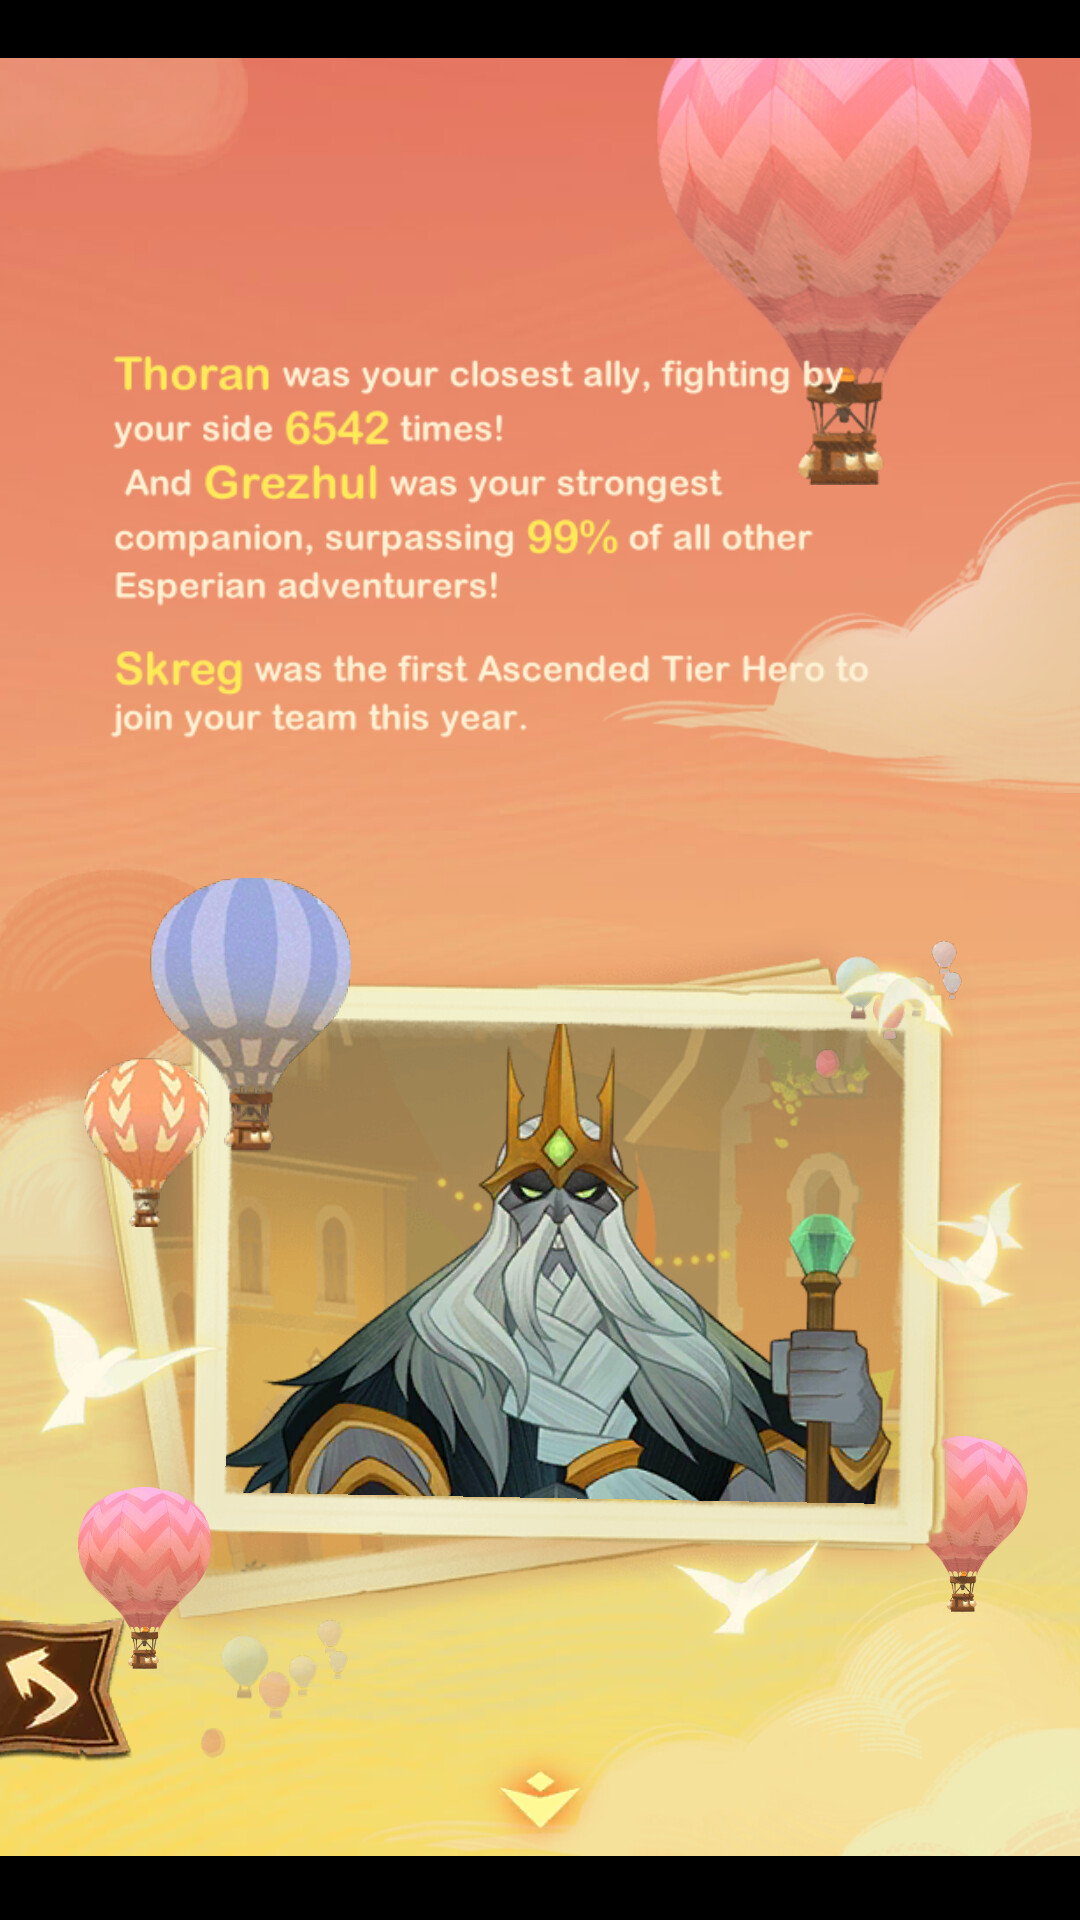 Thoran was your closest ally, fighting by
your side 6542 times!
And Grezhul was your strongest
companion, surpassing 99% of all other
Esperian adventurers!
Skreg was the first Ascended Tier Hero to
join your team this year.